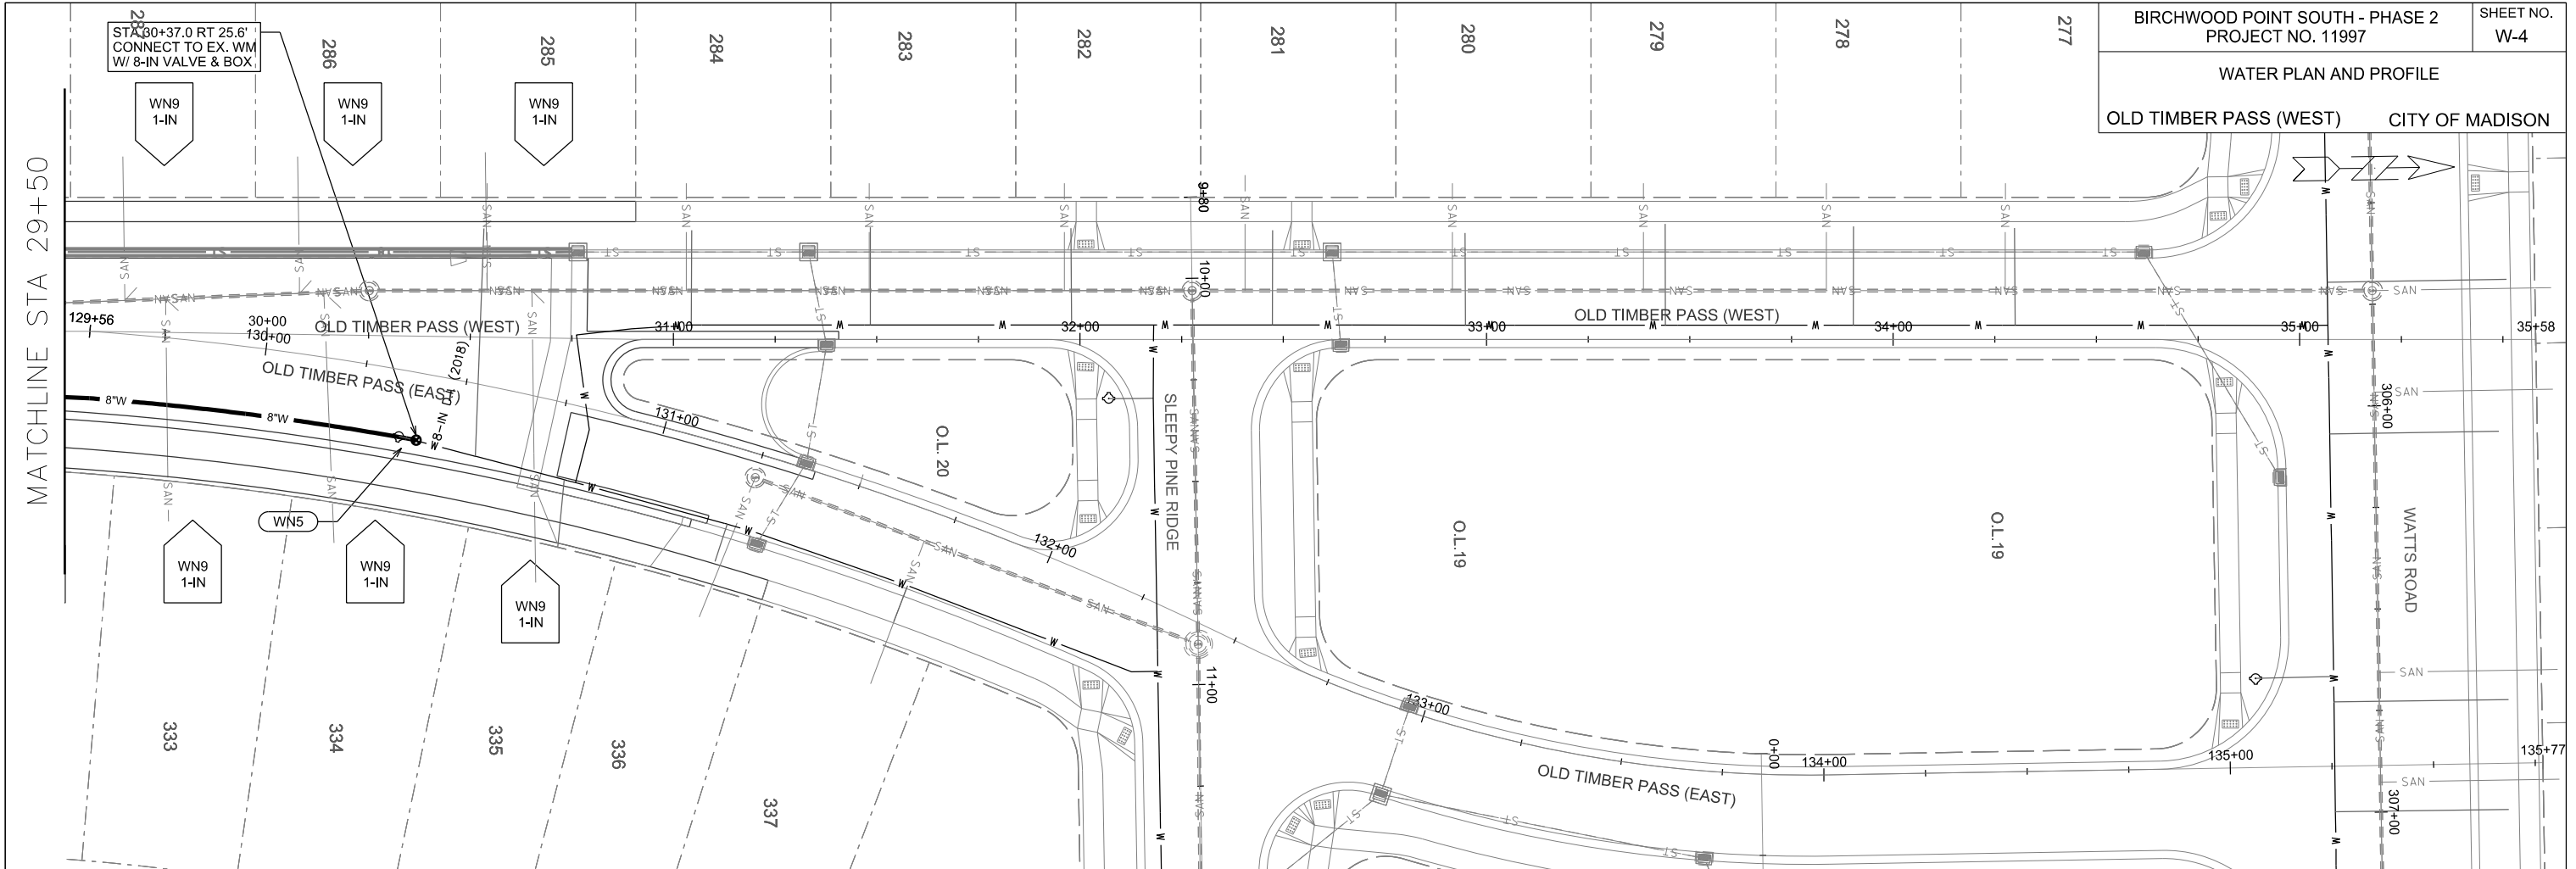 BIRCHWOOD POINT SOUTH - PHASE 2
PROJECT NO. 11997
SHEET NO.
W-4
WATER PLAN AND PROFILE
OLD TIMBER PASS (WEST)
CITY OF MADISON
STA 30+37.0 RT 25.6'
CONNECT TO EX. WM
W/ 8-IN VALVE & BOX
286
285
284
283
282
281
280
279
278
277
WN9
1-IN
WN9
1-IN
WN9
1-IN
MATCHLINE STA 29+50
9+80
10+00
129+56
30+00
130+00
OLD TIMBER PASS (WEST)
31+00
32+00
33+00
OLD TIMBER PASS (WEST)
34+00
35+00
35+58
OLD TIMBER PASS (EAST)
8-IN DI (2018)
8"W
8"W
131+00
O.L. 20
132+00
SLEEPY PINE RIDGE
O.L.19
O.L.19
306+00
WATTS ROAD
WN5
WN9
1-IN
WN9
1-IN
WN9
1-IN
11+00
133+00
0+00
134+00
135+00
135+77
OLD TIMBER PASS (EAST)
307+00
333
334
335
336
337
SAN
ST
W